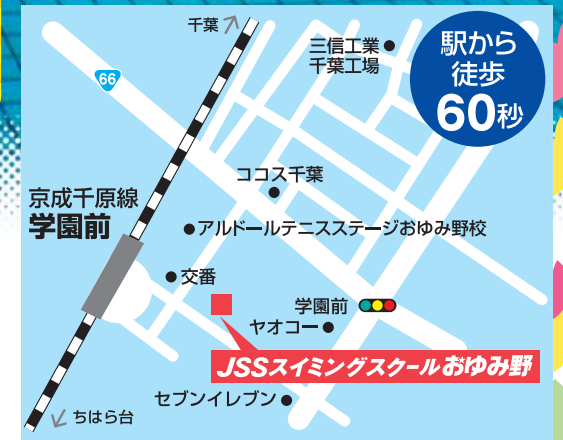 千葉
三信工業
千葉工場
駅から
徒歩
60秒
66
ココス千葉
京成千原線
学園前
アルドールテニスステージおゆみ野校
交番
学園前
ヤオコー
JSSスイミングスクールおゆみ野
セブンイレブン
ちはら台